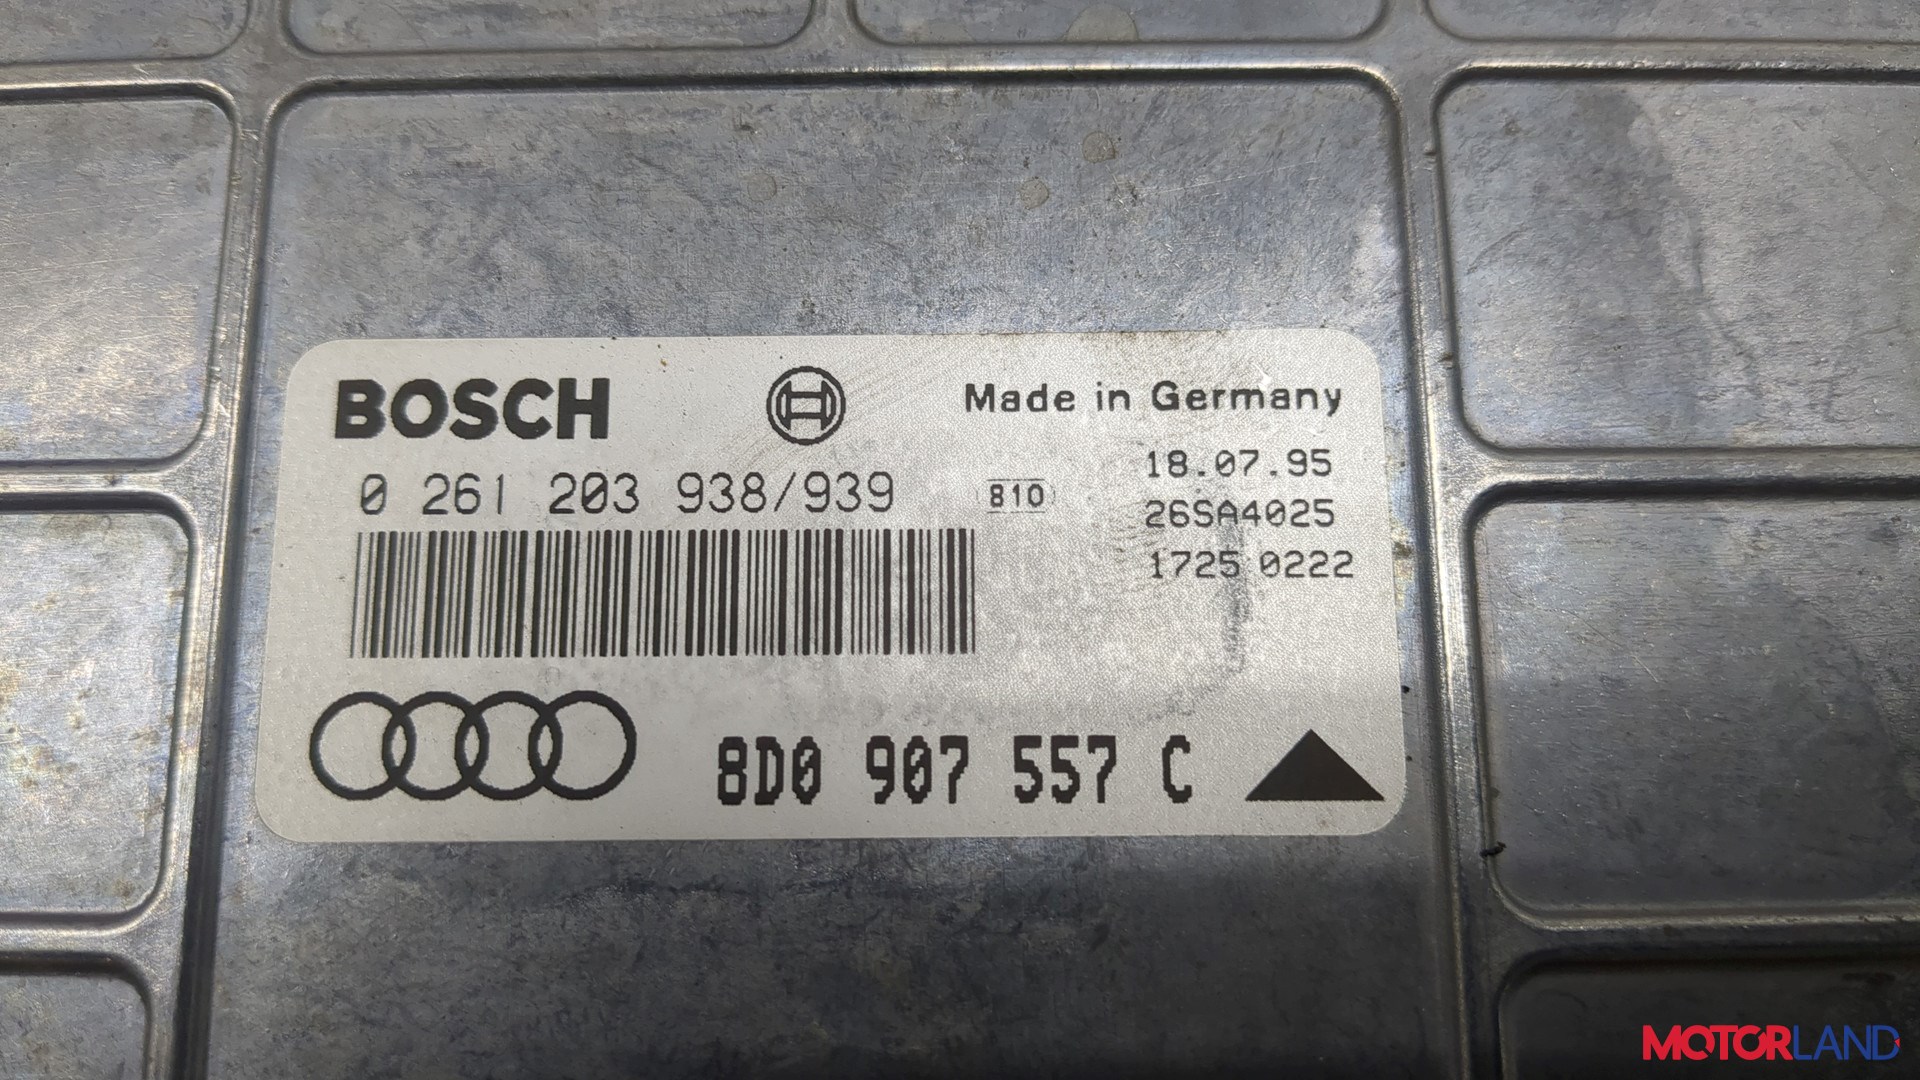 BOSCH
Made in Germany
18.07.95
0 261 203 938/939
810
26SA4025
1725 0222
8D0 907 557 C
MOTORLAND